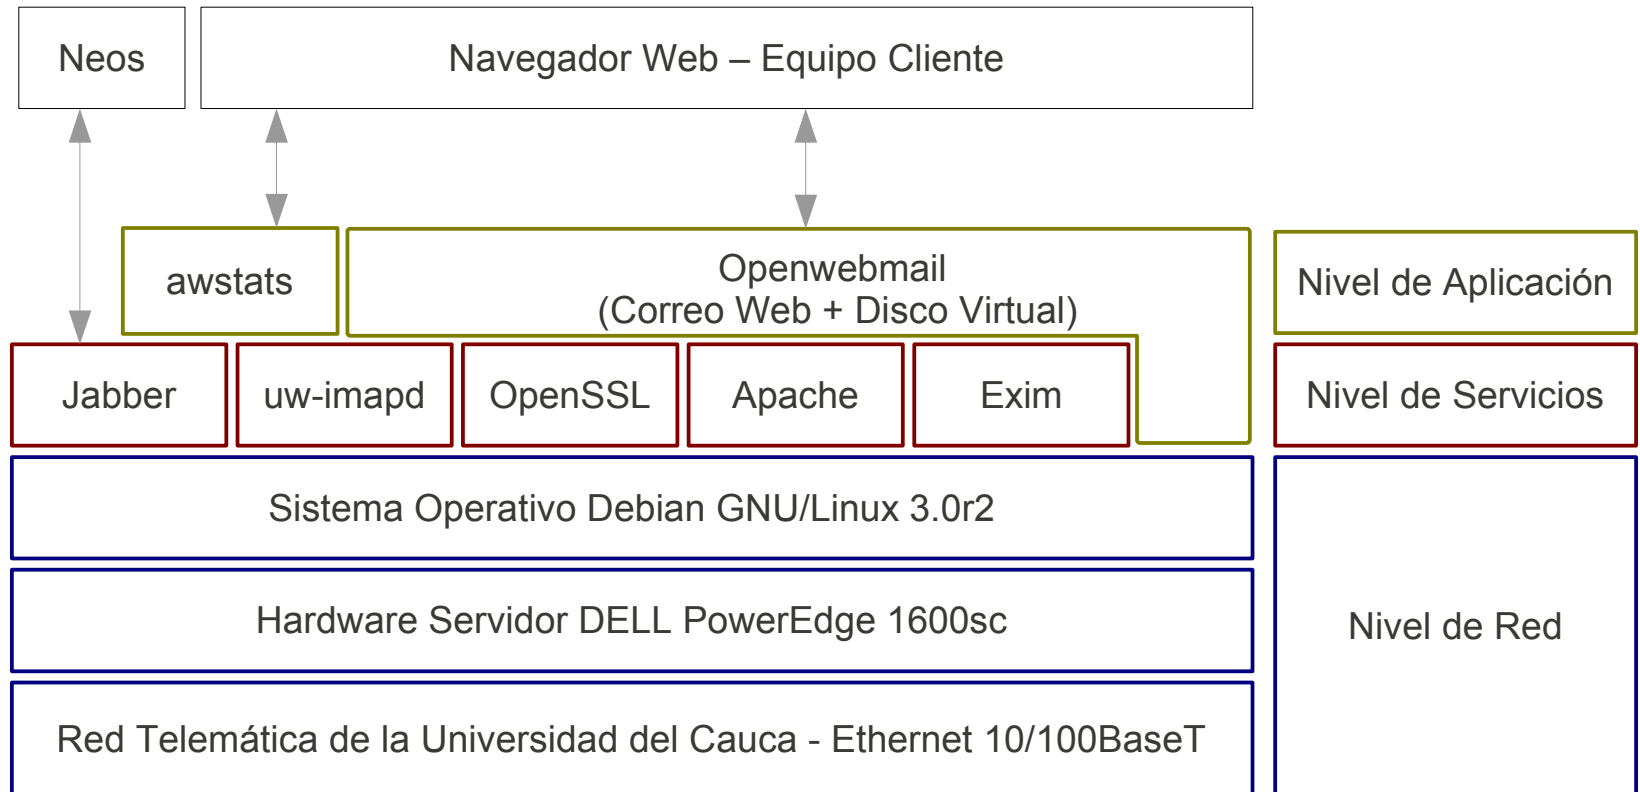 Neos
Navegador Web – Equipo Cliente
awstats
Openwebmail
(Correo Web + Disco Virtual)
Nivel de Aplicación
Jabber
uw-imapd
OpenSSL
Apache
Exim
Nivel de Servicios
Sistema Operativo Debian GNU/Linux 3.0r2
Hardware Servidor DELL PowerEdge 1600sc
Nivel de Red
Red Telemática de la Universidad del Cauca - Ethernet 10/100BaseT